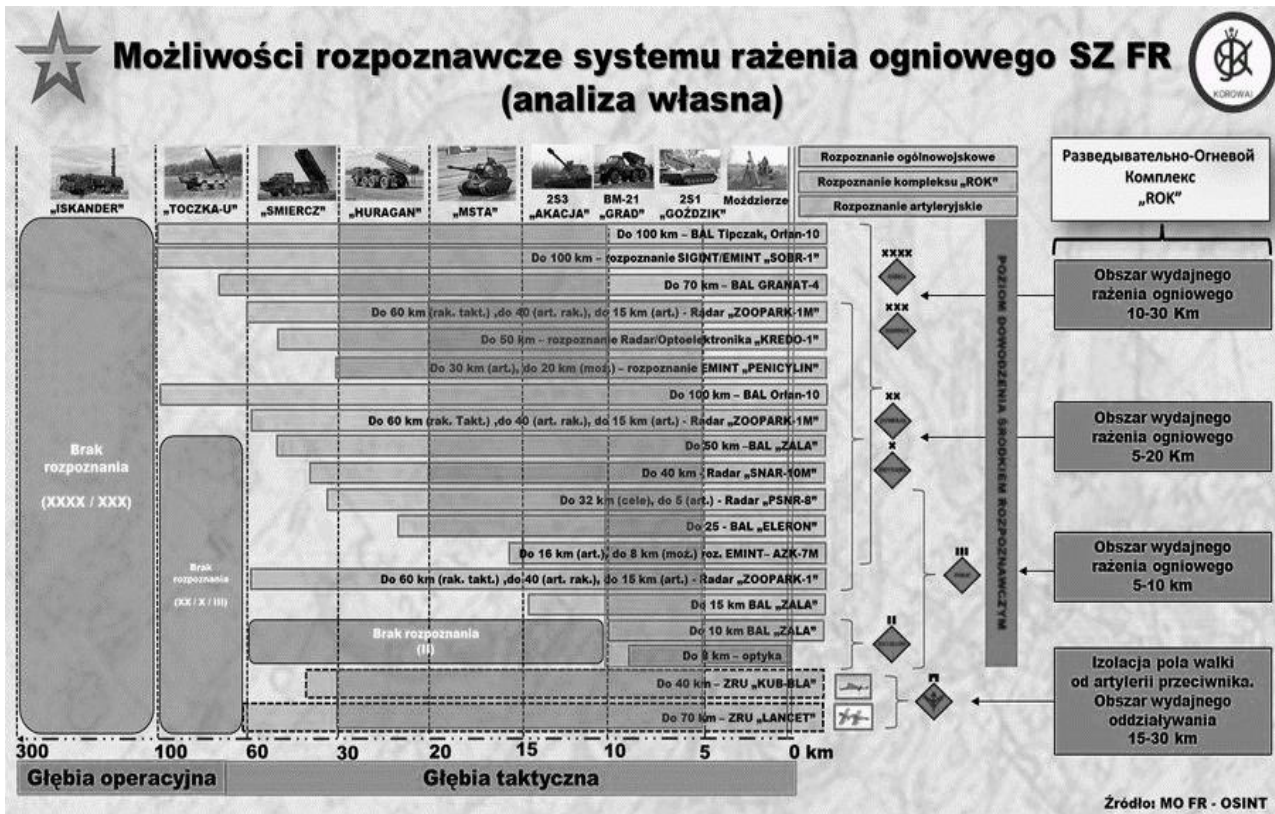 Możliwości rozpoznawcze systemu rażenia ogniowego SZ FR
(analiza własna)
KOROWAI
„ISKANDER”
„TOCZKA-U”
„SMIERCZ”
„HURAGAN”
„MSTA”
2S3
„AKACJA”
BM-21
„GRAD”
2S1
„GOŹDZIK”
Moździerze
Rozpoznanie ogólnowojskowe
Rozpoznanie kompleksu „ROK”
Rozpoznanie artyleryjskie
Разведывательно-Огневой
Комплекс
„ROK”
Do 100 km – BAL Tipczak, Orłan-10
Do 100 km – rozpoznanie SIGINT/EMINT „SOBR-1”
Do 70 km – BAL GRANAT-4
Do 60 km (rak. takt.) ,do 40 (art. rak.), do 15 km (art.) - Radar „ZOOPARK-1M”
Do 50 km – rozpoznanie Radar/Optoelektronika „KREDO-1”
Do 30 km (art.), do 20 km (moź.) – rozpoznanie EMINT „PENICYLIN”
Do 100 km – BAL Orłan-10
Do 60 km (rak. Takt.) ,do 40 (art. rak.), do 15 km (art.) - Radar „ZOOPARK-1M”
Do 50 km –BAL „ZALA”
Do 40 km - Radar „SNAR-10M”
Do 32 km (cele), do 5 (art.) - Radar „PSNR-8”
Do 25 - BAL „ELERON”
Do 16 km (art.), do 8 km (moź.) roz. EMINT– AZK-7M
Do 60 km (rak. takt.) ,do 40 (art. rak.), do 15 km (art.) - Radar „ZOOPARK-1”
Do 15 km BAL „ZALA”
Do 10 km BAL „ZALA”
Do 8 km – optyka
Do 40 km – ZRU „KUB-BLA”
Do 70 km – ZRU „LANCET”
Brak
rozpoznania
(XXXX / XXX)
Brak
rozpoznania
(XX / X / III)
Brak rozpoznania
(II)
XXXX
XXX
XX
X
III
II
POZIOM DOWODZENIA ŚRODKIEM ROZPOZNAWCZYM
Obszar wydajnego
rażenia ogniowego
10-30 Km
Obszar wydajnego
rażenia ogniowego
5-20 Km
Obszar wydajnego
rażenia ogniowego
5-10 km
Izolacja pola walki
od artylerii przeciwnika.
Obszar wydajnego
oddziaływania
15-30 km
300 100 60 30 20 15 10 5 0 km
Głębia operacyjna
Głębia taktyczna
Źródło: MO FR - OSINT